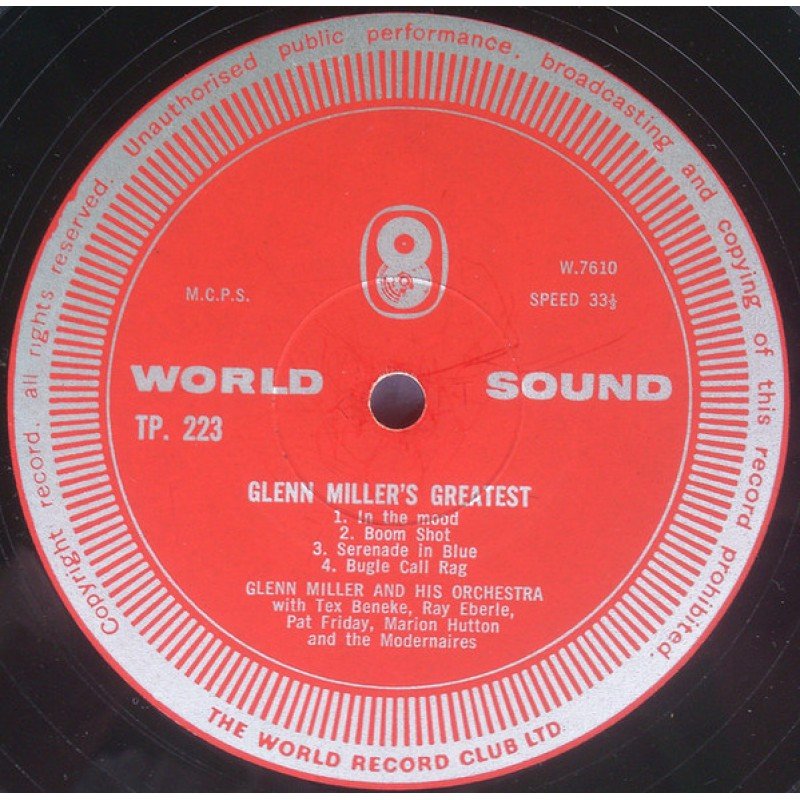 Copyright record. all rights reserved. Unauthorised public performance. broadcasting and copying of this record prohibited.
M.C.P.S.
W.7610
SPEED 33⅓
WORLD SOUND
TP. 223
GLENN MILLER'S GREATEST
1. In the mood
2. Boom Shot
3. Serenade in Blue
4. Bugle Call Rag
GLENN MILLER AND HIS ORCHESTRA
with Tex Beneke, Ray Eberle,
Pat Friday, Marion Hutton
and the Modernaires
THE WORLD RECORD CLUB LTD.